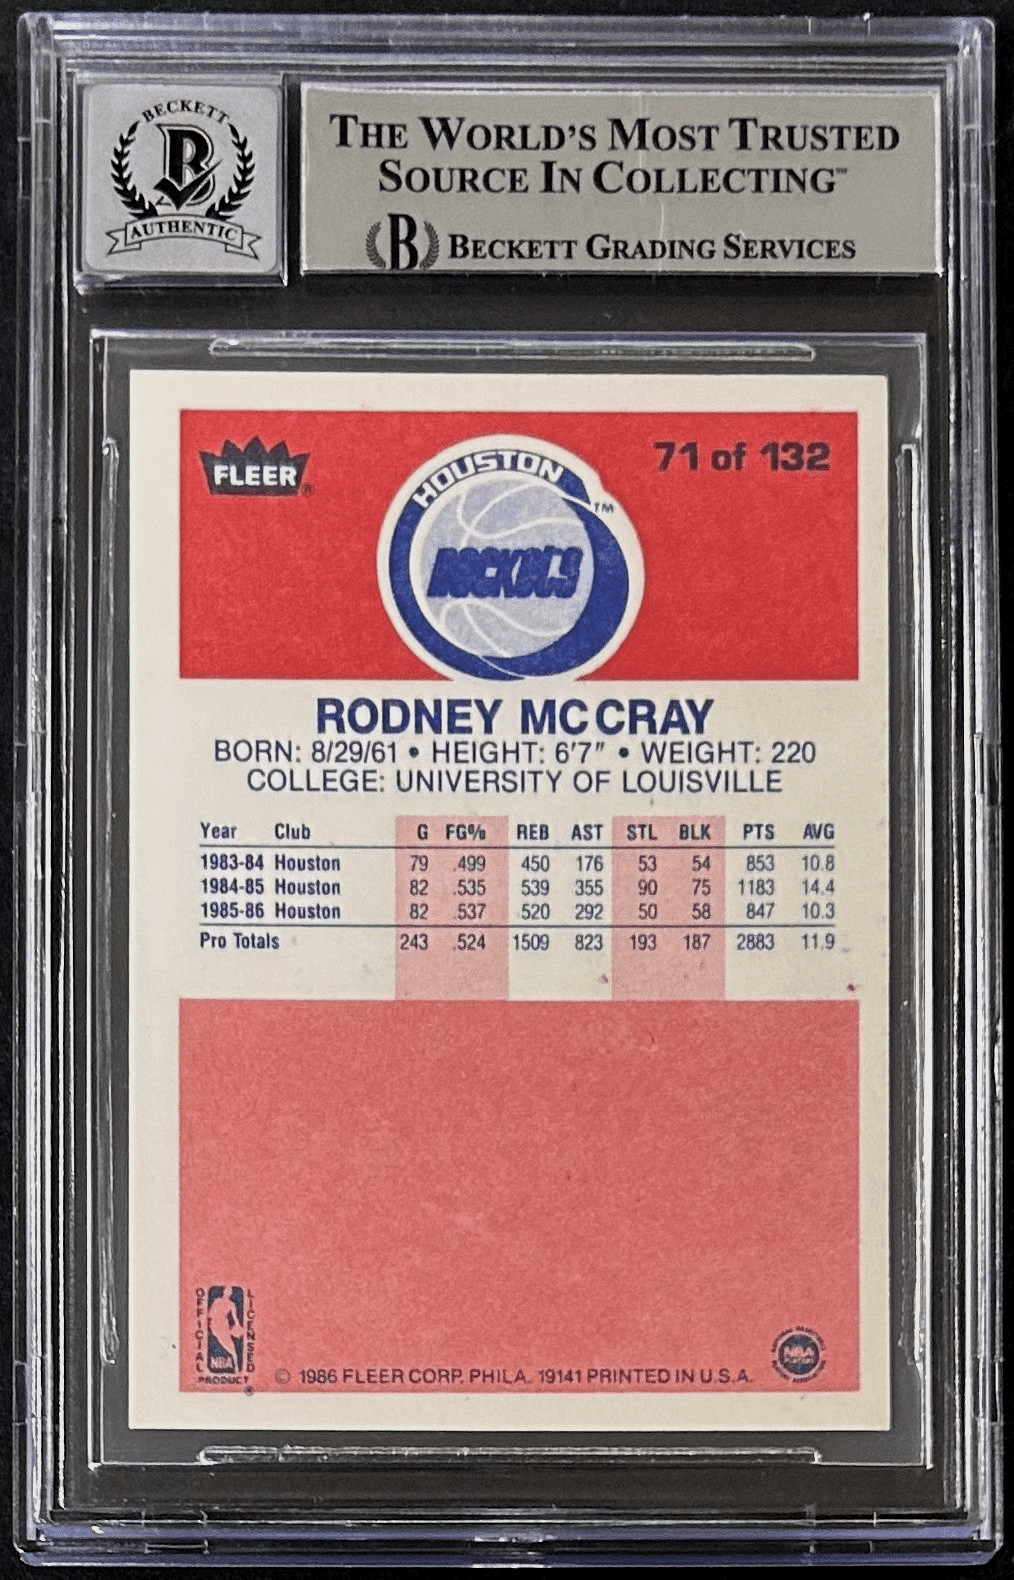 BECKETT
B
AUTHENTIC
THE WORLD'S MOST TRUSTED
SOURCE IN COLLECTING™
B BECKETT GRADING SERVICES
FLEER®
HOUSTON
ROCKETS
TM
71 of 132
RODNEY MC CRAY
BORN: 8/29/61 • HEIGHT: 6'7" • WEIGHT: 220
COLLEGE: UNIVERSITY OF LOUISVILLE
Year Club G FG% REB AST STL BLK PTS AVG
1983-84 Houston 79 .499 450 176 53 54 853 10.8
1984-85 Houston 82 .535 539 355 90 75 1183 14.4
1985-86 Houston 82 .537 520 292 50 58 847 10.3
Pro Totals 243 .524 1509 823 193 187 2883 11.9
OFFICIAL
LICENSED
NBA
PRODUCT
®
© 1986 FLEER CORP. PHILA. 19141 PRINTED IN U.S.A.
NBA